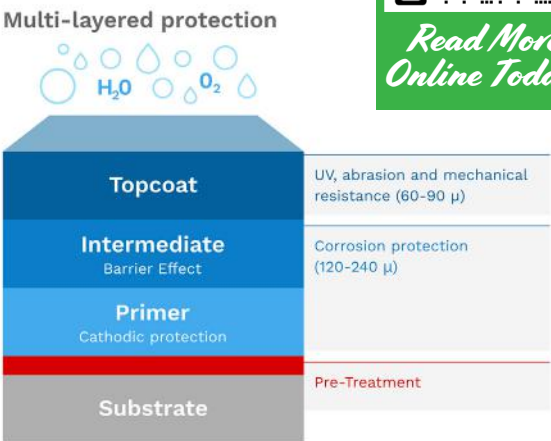 Multi-layered protection
Read More
Online
H₂O
O₂
Topcoat
UV, abrasion and mechanical
resistance (60-90 μ)
Intermediate
Barrier Effect
Corrosion protection
(120-240 μ)
Primer
Cathodic protection
Pre-Treatment
Substrate